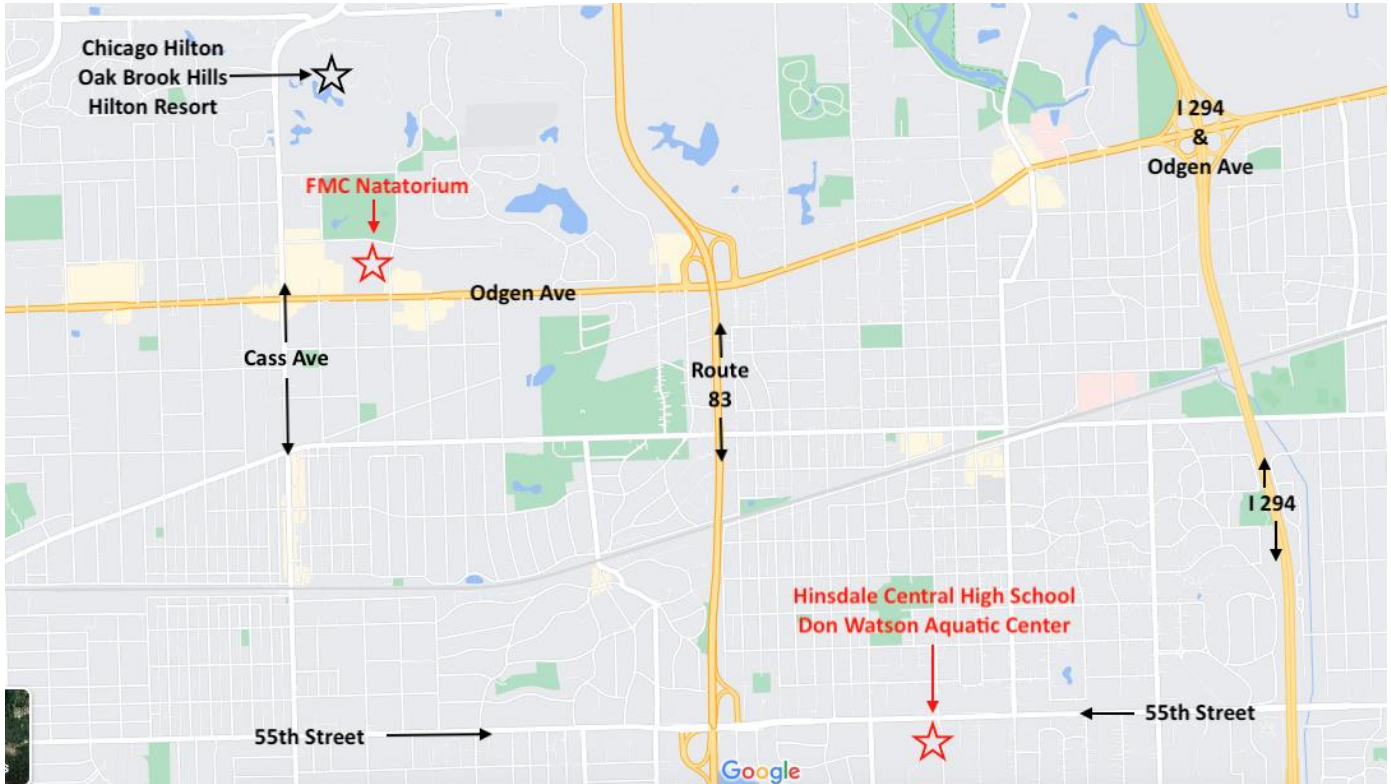 Chicago Hilton
Oak Brook Hills
Hilton Resort
I 294
&
Odgen Ave
FMC Natatorium
Odgen Ave
Cass Ave
Route
83
I 294
Hinsdale Central High School
Don Watson Aquatic Center
55th Street
55th Street
Google